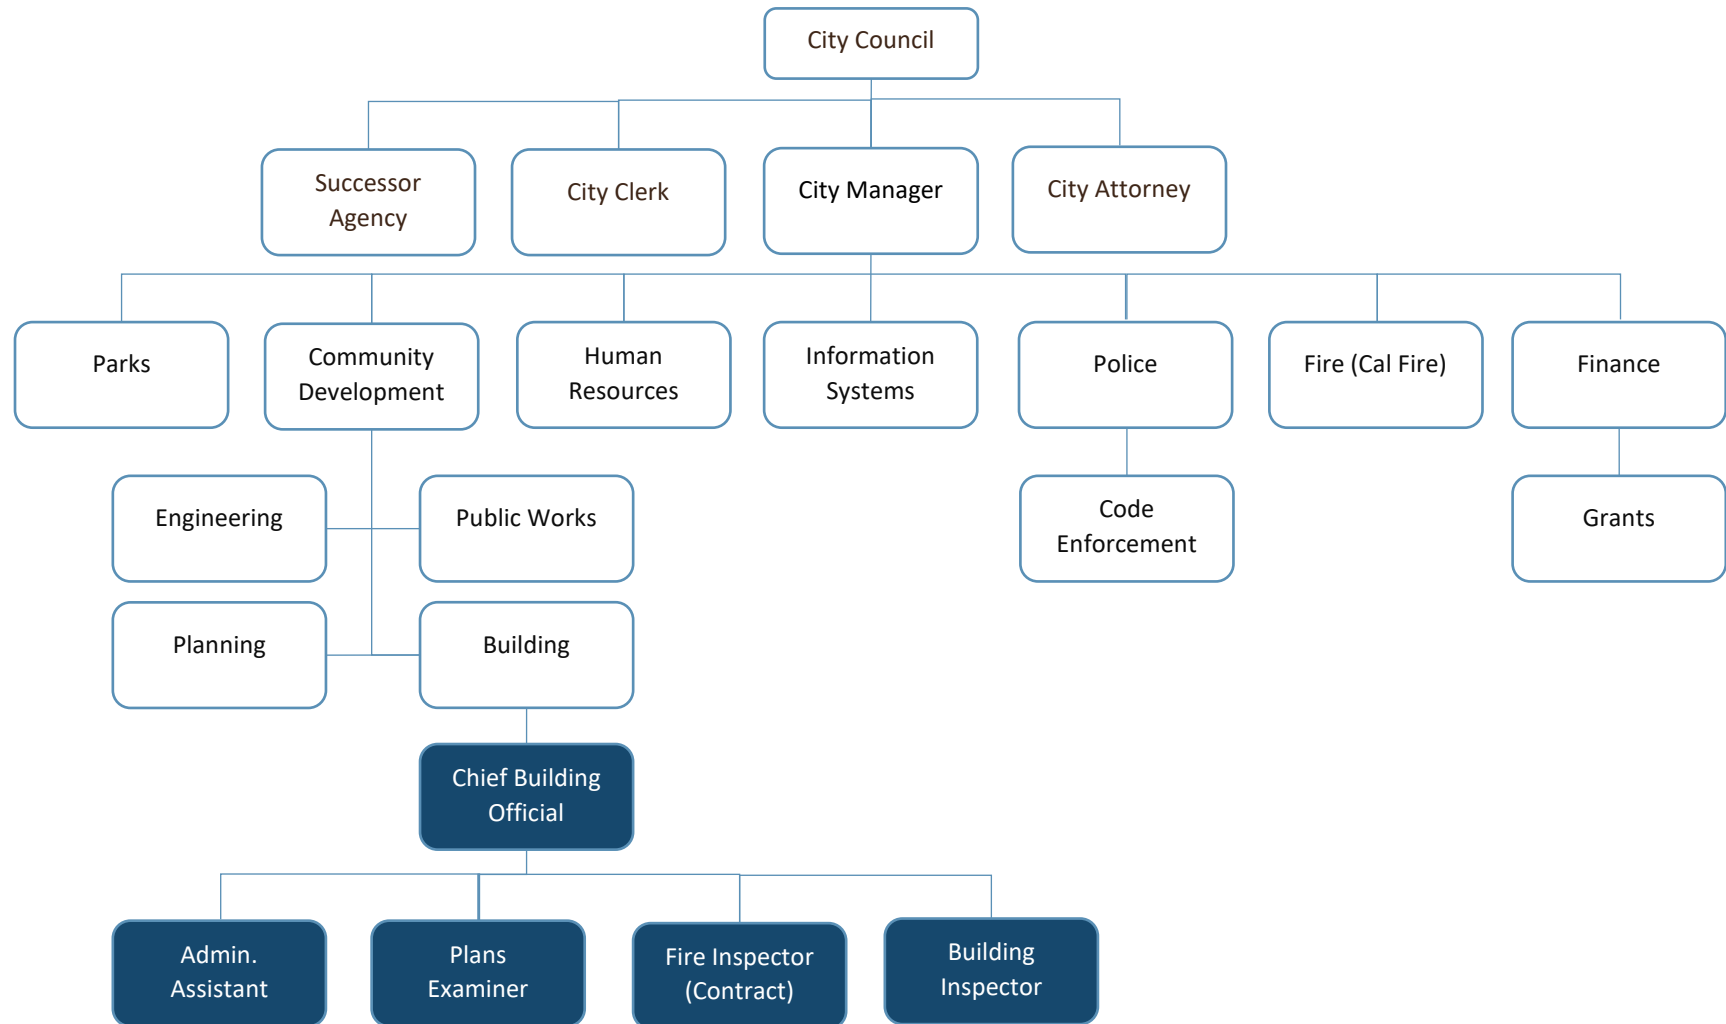 City Council
Successor
Agency
City Clerk
City Manager
City Attorney
Parks
Community
Development
Human
Resources
Information
Systems
Police
Fire (Cal Fire)
Finance
Engineering
Public Works
Code
Enforcement
Grants
Planning
Building
Chief Building
Official
Admin.
Assistant
Plans
Examiner
Fire Inspector
(Contract)
Building
Inspector